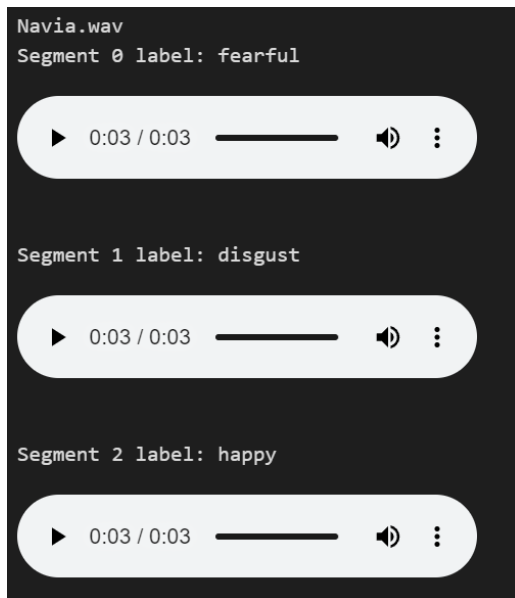 Navia.wav
Segment 0 label: fearful
0:03 / 0:03
Segment 1 label: disgust
0:03 / 0:03
Segment 2 label: happy
0:03 / 0:03